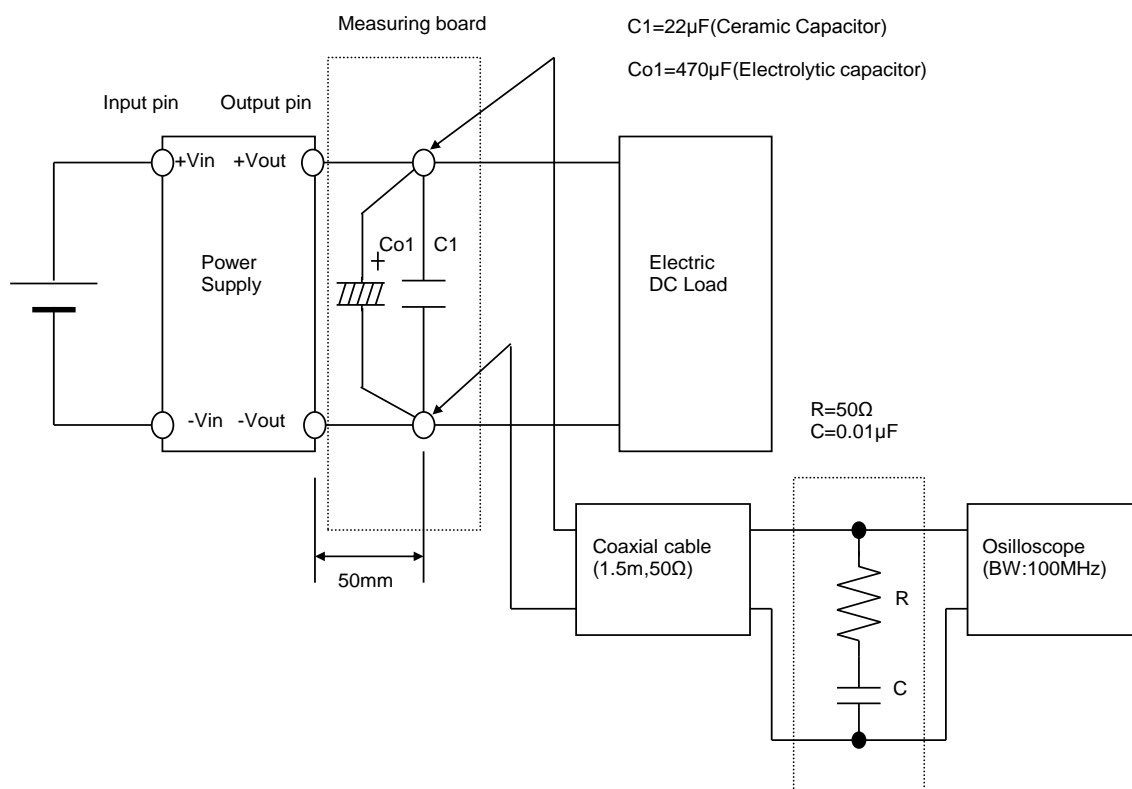 Measuring board
C1=22µF(Ceramic Capacitor)
Co1=470µF(Electrolytic capacitor)
Input pin
Output pin
+Vin
+Vout
Co1
C1
+
Power
Supply
Electric
DC Load
-Vin
-Vout
R=50Ω
C=0.01µF
50mm
Coaxial cable
(1.5m,50Ω)
R
C
Osilloscope
(BW:100MHz)